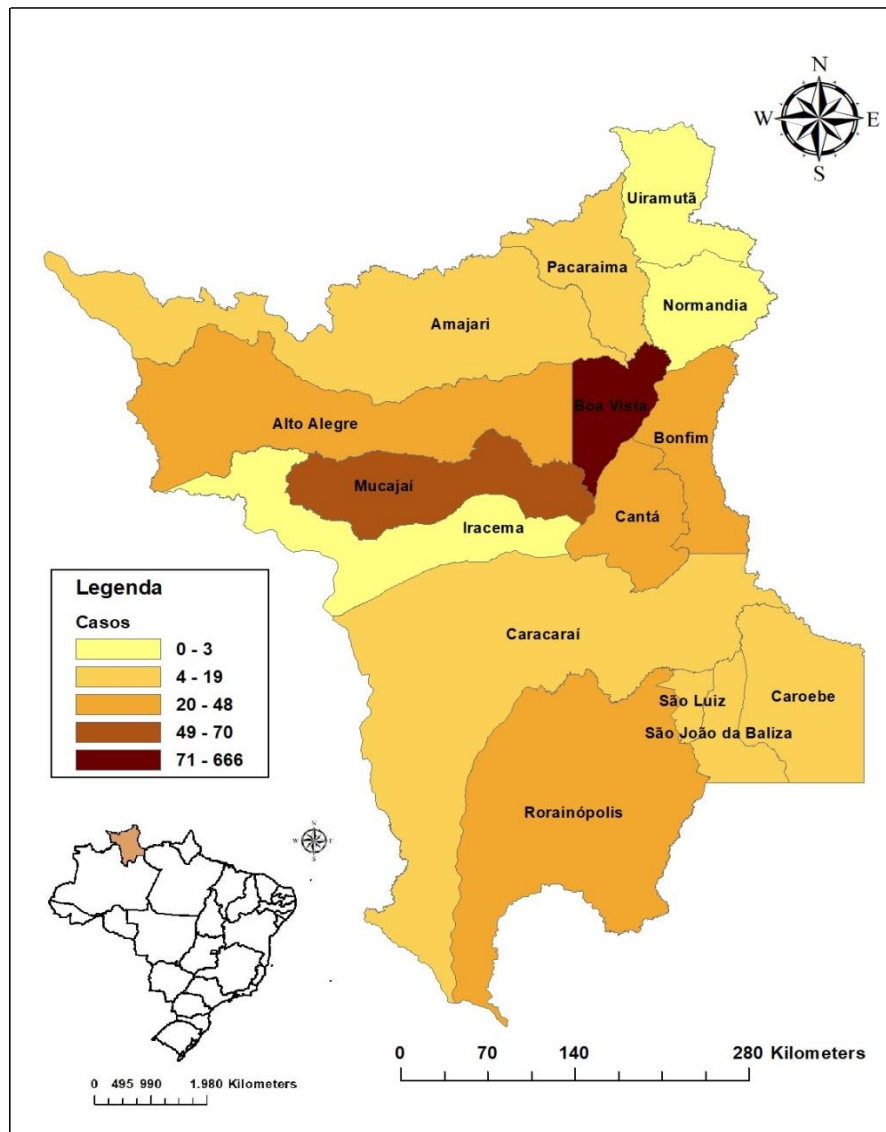 N
W E
S
Uiramutã
Pacaraima
Normandia
Amajari
Boa Vista
Alto Alegre
Bonfim
Mucajaí
Cantá
Iracema
Legenda
Casos
0 - 3
4 - 19
20 - 48
49 - 70
71 - 666
Caracaraí
São Luiz
Caroebe
São João da Baliza
Rorainópolis
N
W E
S
0 70 140 280 Kilometers
0 495 990 1.980 Kilometers